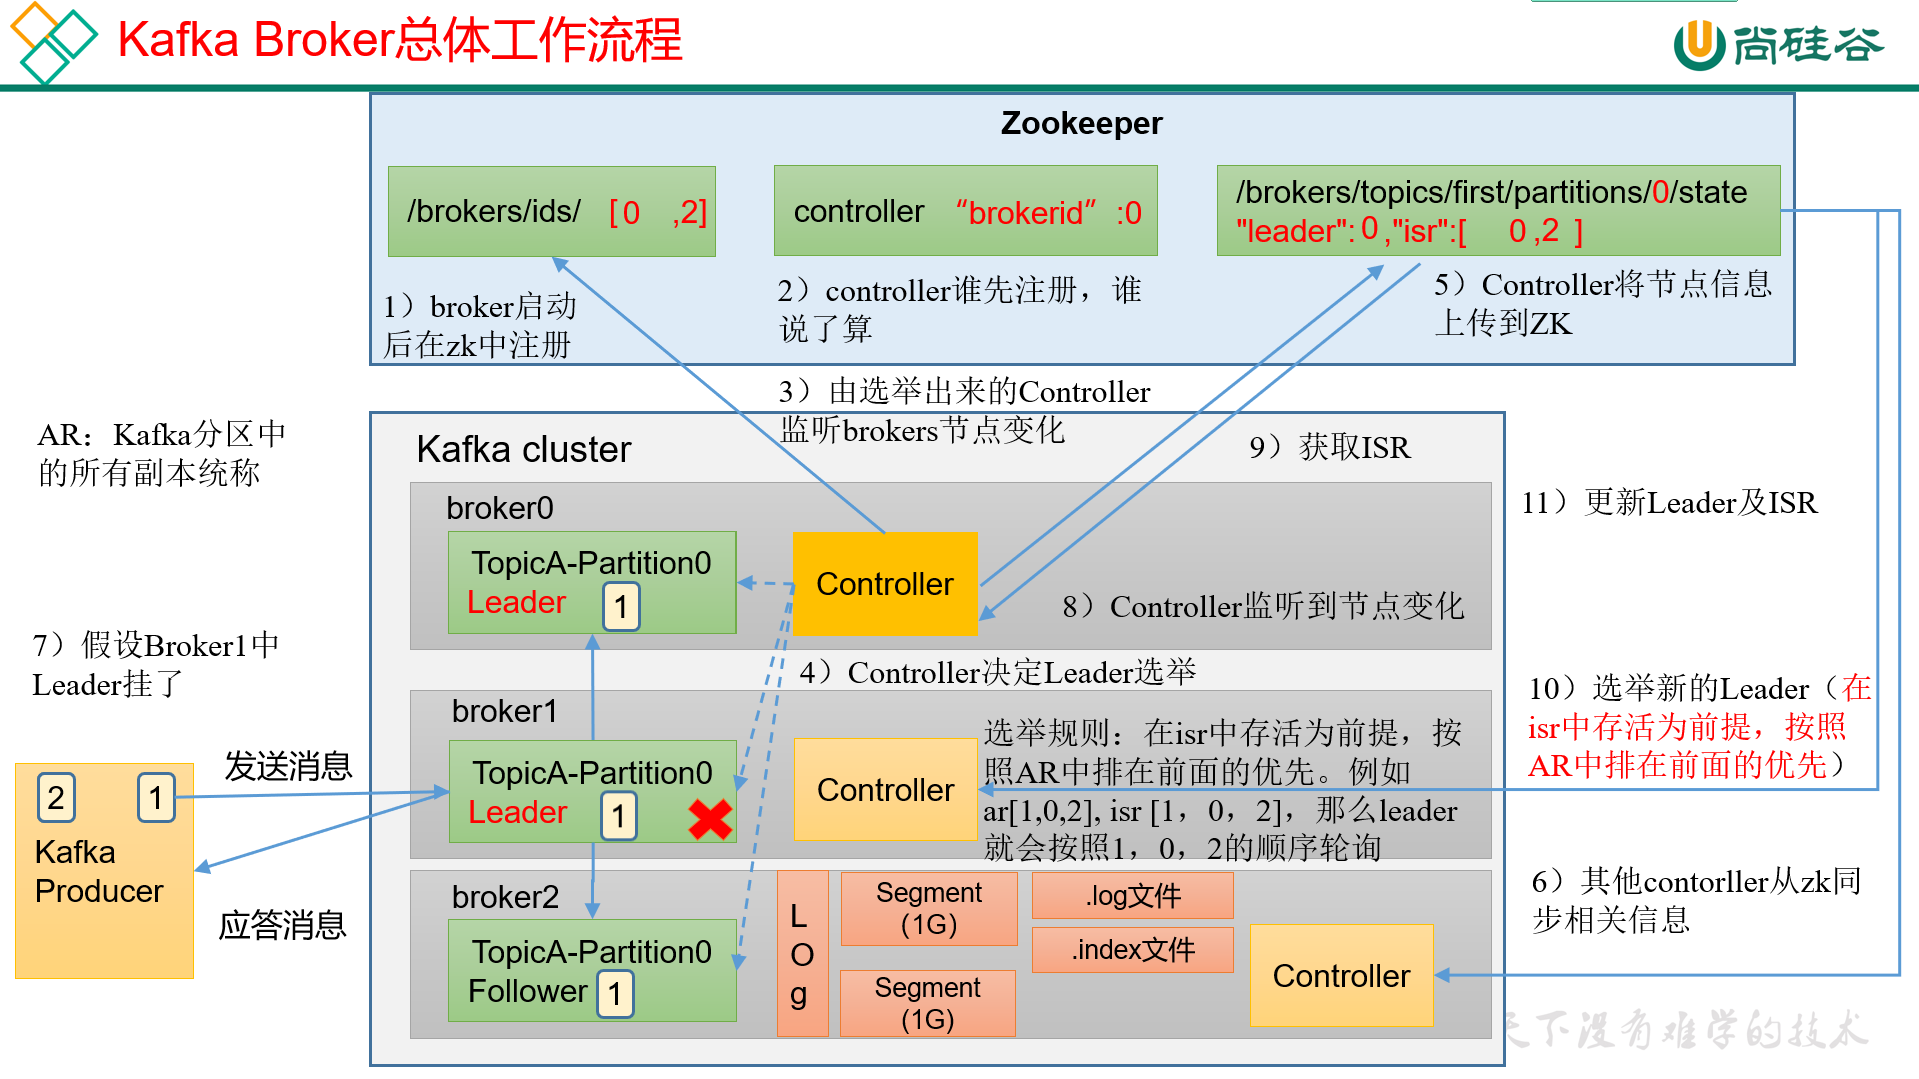 Kafka Broker总体工作流程
尚硅谷
Zookeeper
/brokers/ids/ [ 0 ,2]
controller “brokerid” :0
/brokers/topics/first/partitions/0/state
"leader": 0 ,"isr":[ 0 ,2 ]
1）broker启动
后在zk中注册
2）controller谁先注册，谁
说了算
5）Controller将节点信息
上传到ZK
3）由选举出来的Controller
监听brokers节点变化
AR：Kafka分区中
的所有副本统称
Kafka cluster
9）获取ISR
11）更新Leader及ISR
broker0
TopicA-Partition0
Leader 1
Controller
8）Controller监听到节点变化
7）假设Broker1中
Leader挂了
4）Controller决定Leader选举
10）选举新的Leader（在
isr中存活为前提，按照
AR中排在前面的优先）
broker1
TopicA-Partition0
Leader 1
Controller
选举规则：在isr中存活为前提，按
照AR中排在前面的优先。例如
ar[1,0,2], isr [1，0，2]，那么leader
就会按照1，0，2的顺序轮询
发送消息
2 1
Kafka
Producer
应答消息
6）其他contorller从zk同
步相关信息
broker2
TopicA-Partition0
Follower 1
L
O
g
Segment
(1G)
Segment
(1G)
.log文件
.index文件
Controller
天下没有难学的技术